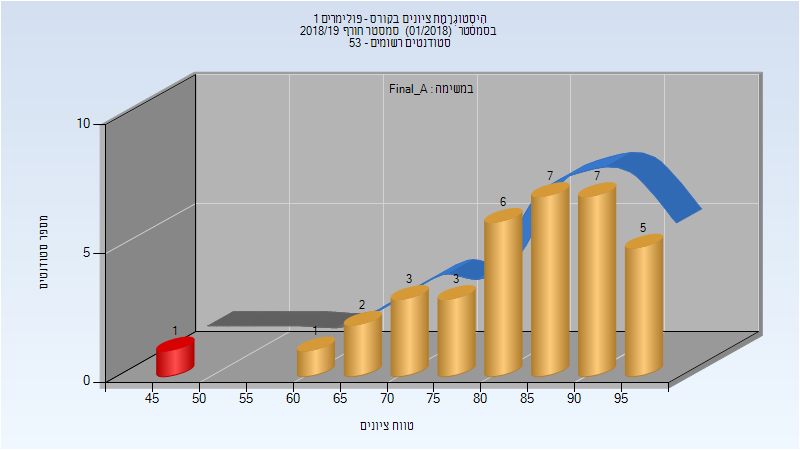 היסטוגרמת ציונים בקורס - פולימרים 1
בסמסטר (01/2018) סמסטר חורף 2018/19
סטודנטים רשומים - 53
במשימה : Final_A
מספר סטודנטים
10
5
0
1
1
2
3
3
6
7
7
5
45 50 55 60 65 70 75 80 85 90 95
טווח ציונים